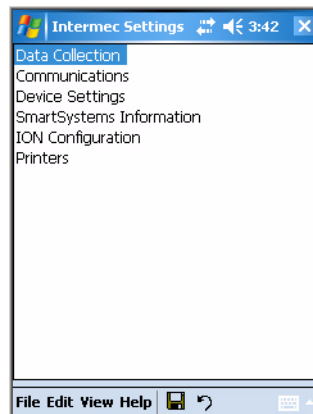 Intermec Settings 3:42
Data Collection
Communications
Device Settings
SmartSystems Information
ION Configuration
Printers
File Edit View Help